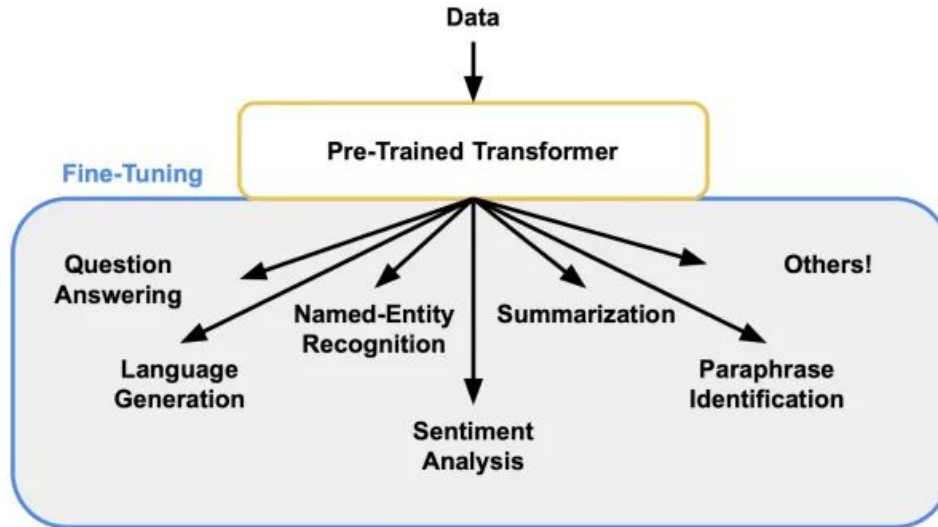 Data
Pre-Trained Transformer
Fine-Tuning
Question
Answering
Others!
Named-Entity
Recognition
Summarization
Language
Generation
Paraphrase
Identification
Sentiment
Analysis